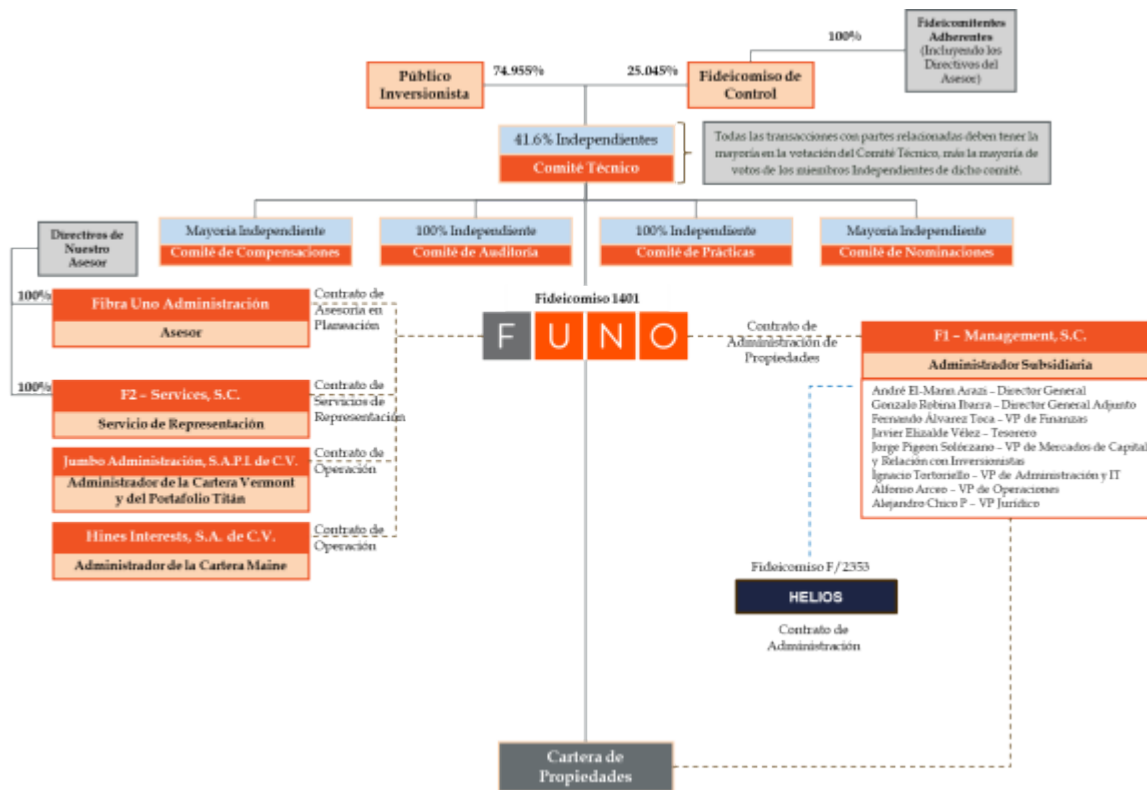 Fideicomitentes
Adherentes
(Incluyendo los
Directivos del
Asesor)
100%
Público
Inversionista
74.955%
25.045%
Fideicomiso de
Control
41.6% Independientes
Comité Técnico
Todas las transacciones con partes relacionadas deben tener la
mayoría en la votación del Comité Técnico, más la mayoría de
votos de los miembros Independientes de dicho comité.
Mayoría Independiente
Comité de Compensaciones
100% Independiente
Comité de Auditoría
100% Independiente
Comité de Prácticas
Mayoría Independiente
Comité de Nominaciones
Directivos de
Nuestro
Asesor
100%
Fibra Uno Administración
Asesor
Contrato de
Asesoría en
Planeación
Fideicomiso 1401
FUNO
Contrato de
Administración de
Propiedades
F1 – Management, S.C.
Administrador Subsidiaria
André El-Mann Arazi – Director General
Gonzalo Robina Ibarra – Director General Adjunto
Fernando Álvarez Toca – VP de Finanzas
Javier Elizalde Vélez – Tesorero
Jorge Pigeon Solórzano – VP de Mercados de Capital
y Relación con Inversionistas
Ignacio Tortoriello – VP de Administración y IT
Alfonso Arceo – VP de Operaciones
Alejandro Chico P – VP Jurídico
100%
F2 – Services, S.C.
Servicio de Representación
Contrato de
Servicios de
Representación
Jumbo Administración, S.A.P.I. de C.V.
Administrador de la Cartera Vermont
y del Portafolio Titán
Contrato de
Operación
Hines Interests, S.A. de C.V.
Administrador de la Cartera Maine
Contrato de
Operación
Fideicomiso F/2353
HELIOS
Contrato de
Administración
Cartera de
Propiedades